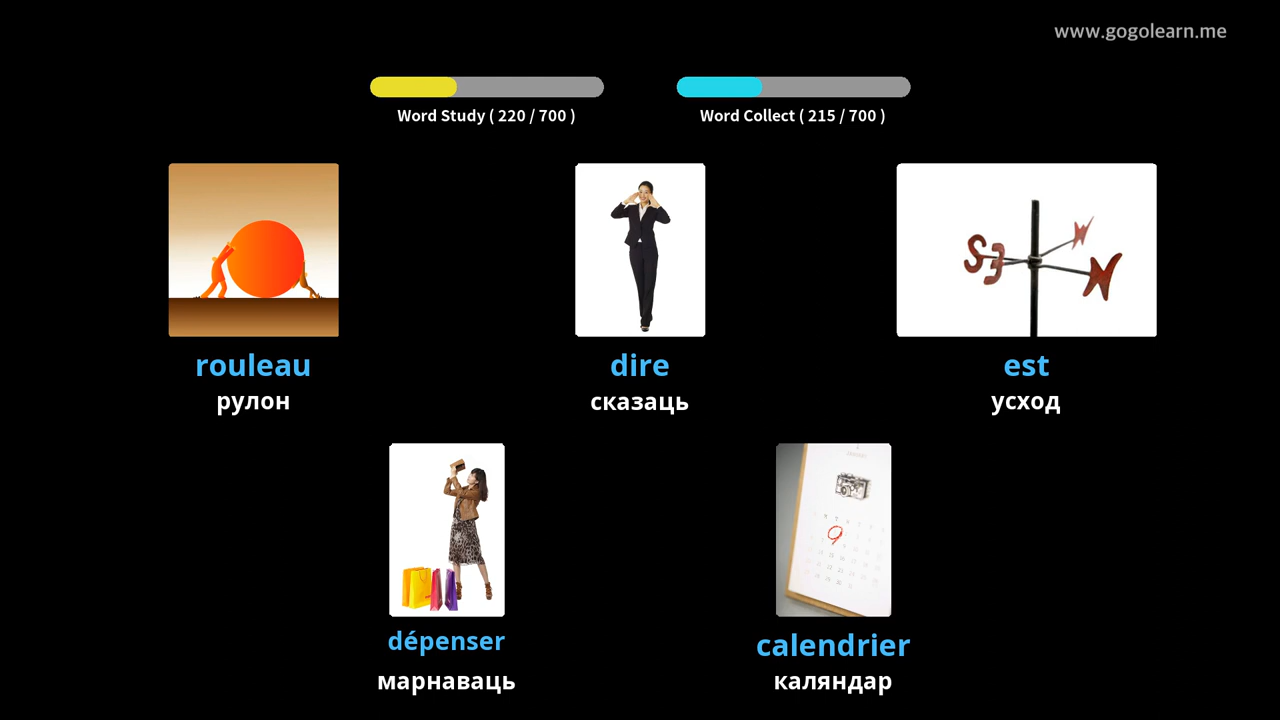 www.gogolearn.me
Word Study ( 220 / 700 )
Word Collect ( 215 / 700 )
S E N W
rouleau
dire
est
рулон
сказаць
усход
9
dépenser
calendrier
марнаваць
каляндар